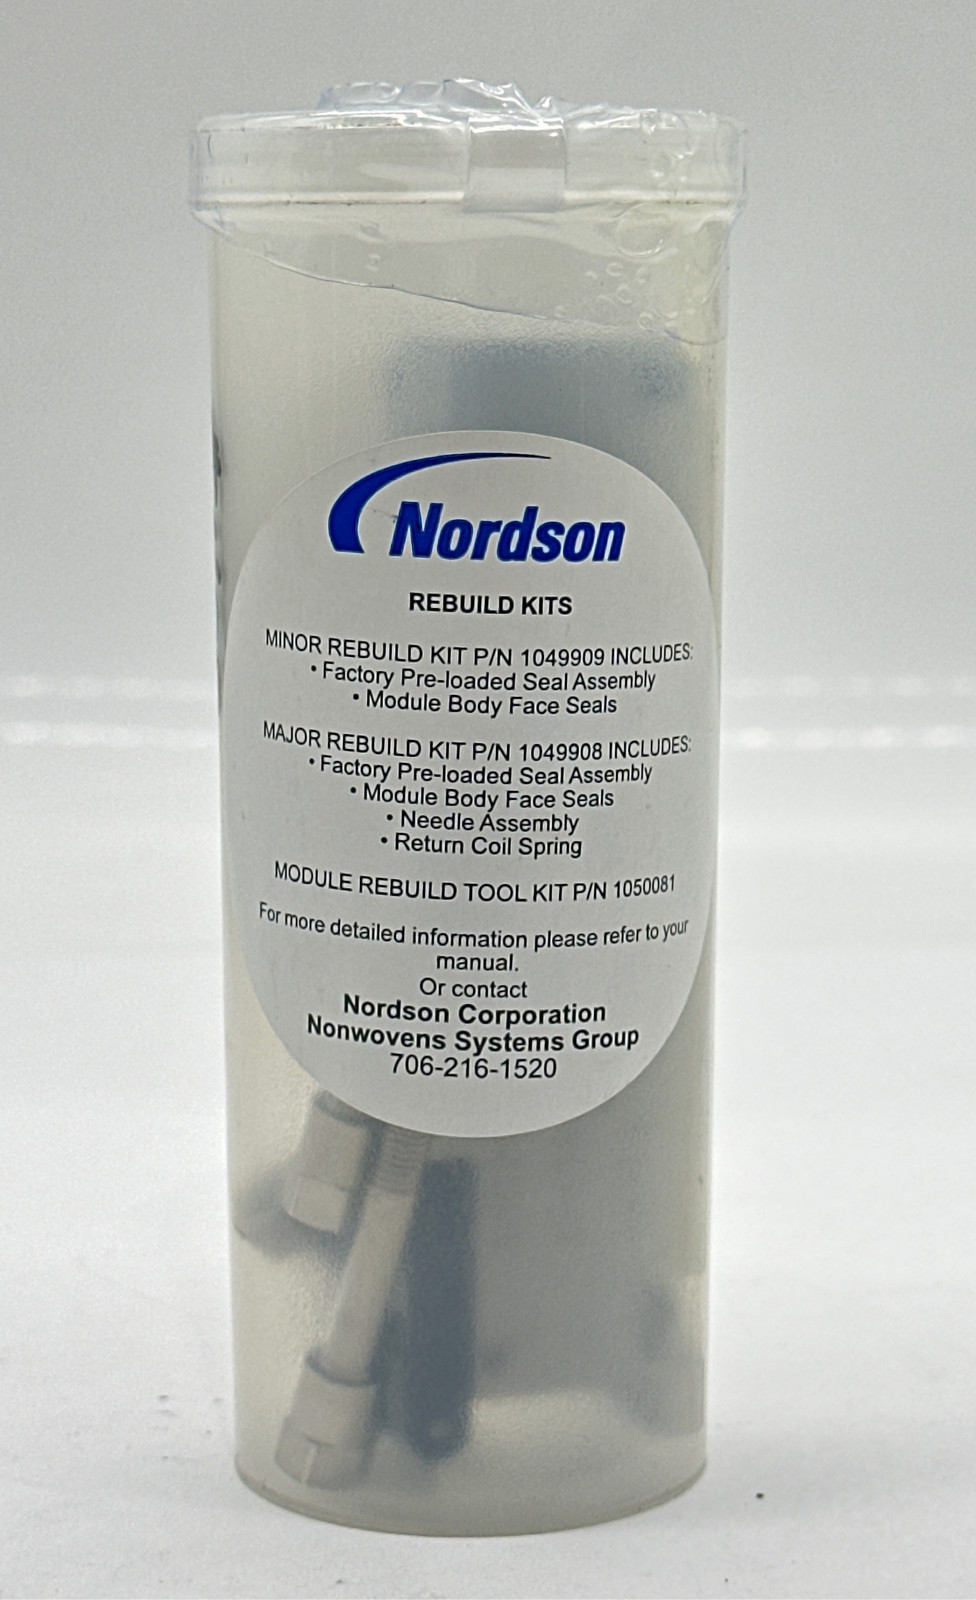 Nordson
REBUILD KITS
MINOR REBUILD KIT P/N 1049909 INCLUDES:
• Factory Pre-loaded Seal Assembly
• Module Body Face Seals
MAJOR REBUILD KIT P/N 1049908 INCLUDES:
• Factory Pre-loaded Seal Assembly
• Module Body Face Seals
• Needle Assembly
• Return Coil Spring
MODULE REBUILD TOOL KIT P/N 1050081
For more detailed information please refer to your
manual.
Or contact
Nordson Corporation
Nonwovens Systems Group
706-216-1520